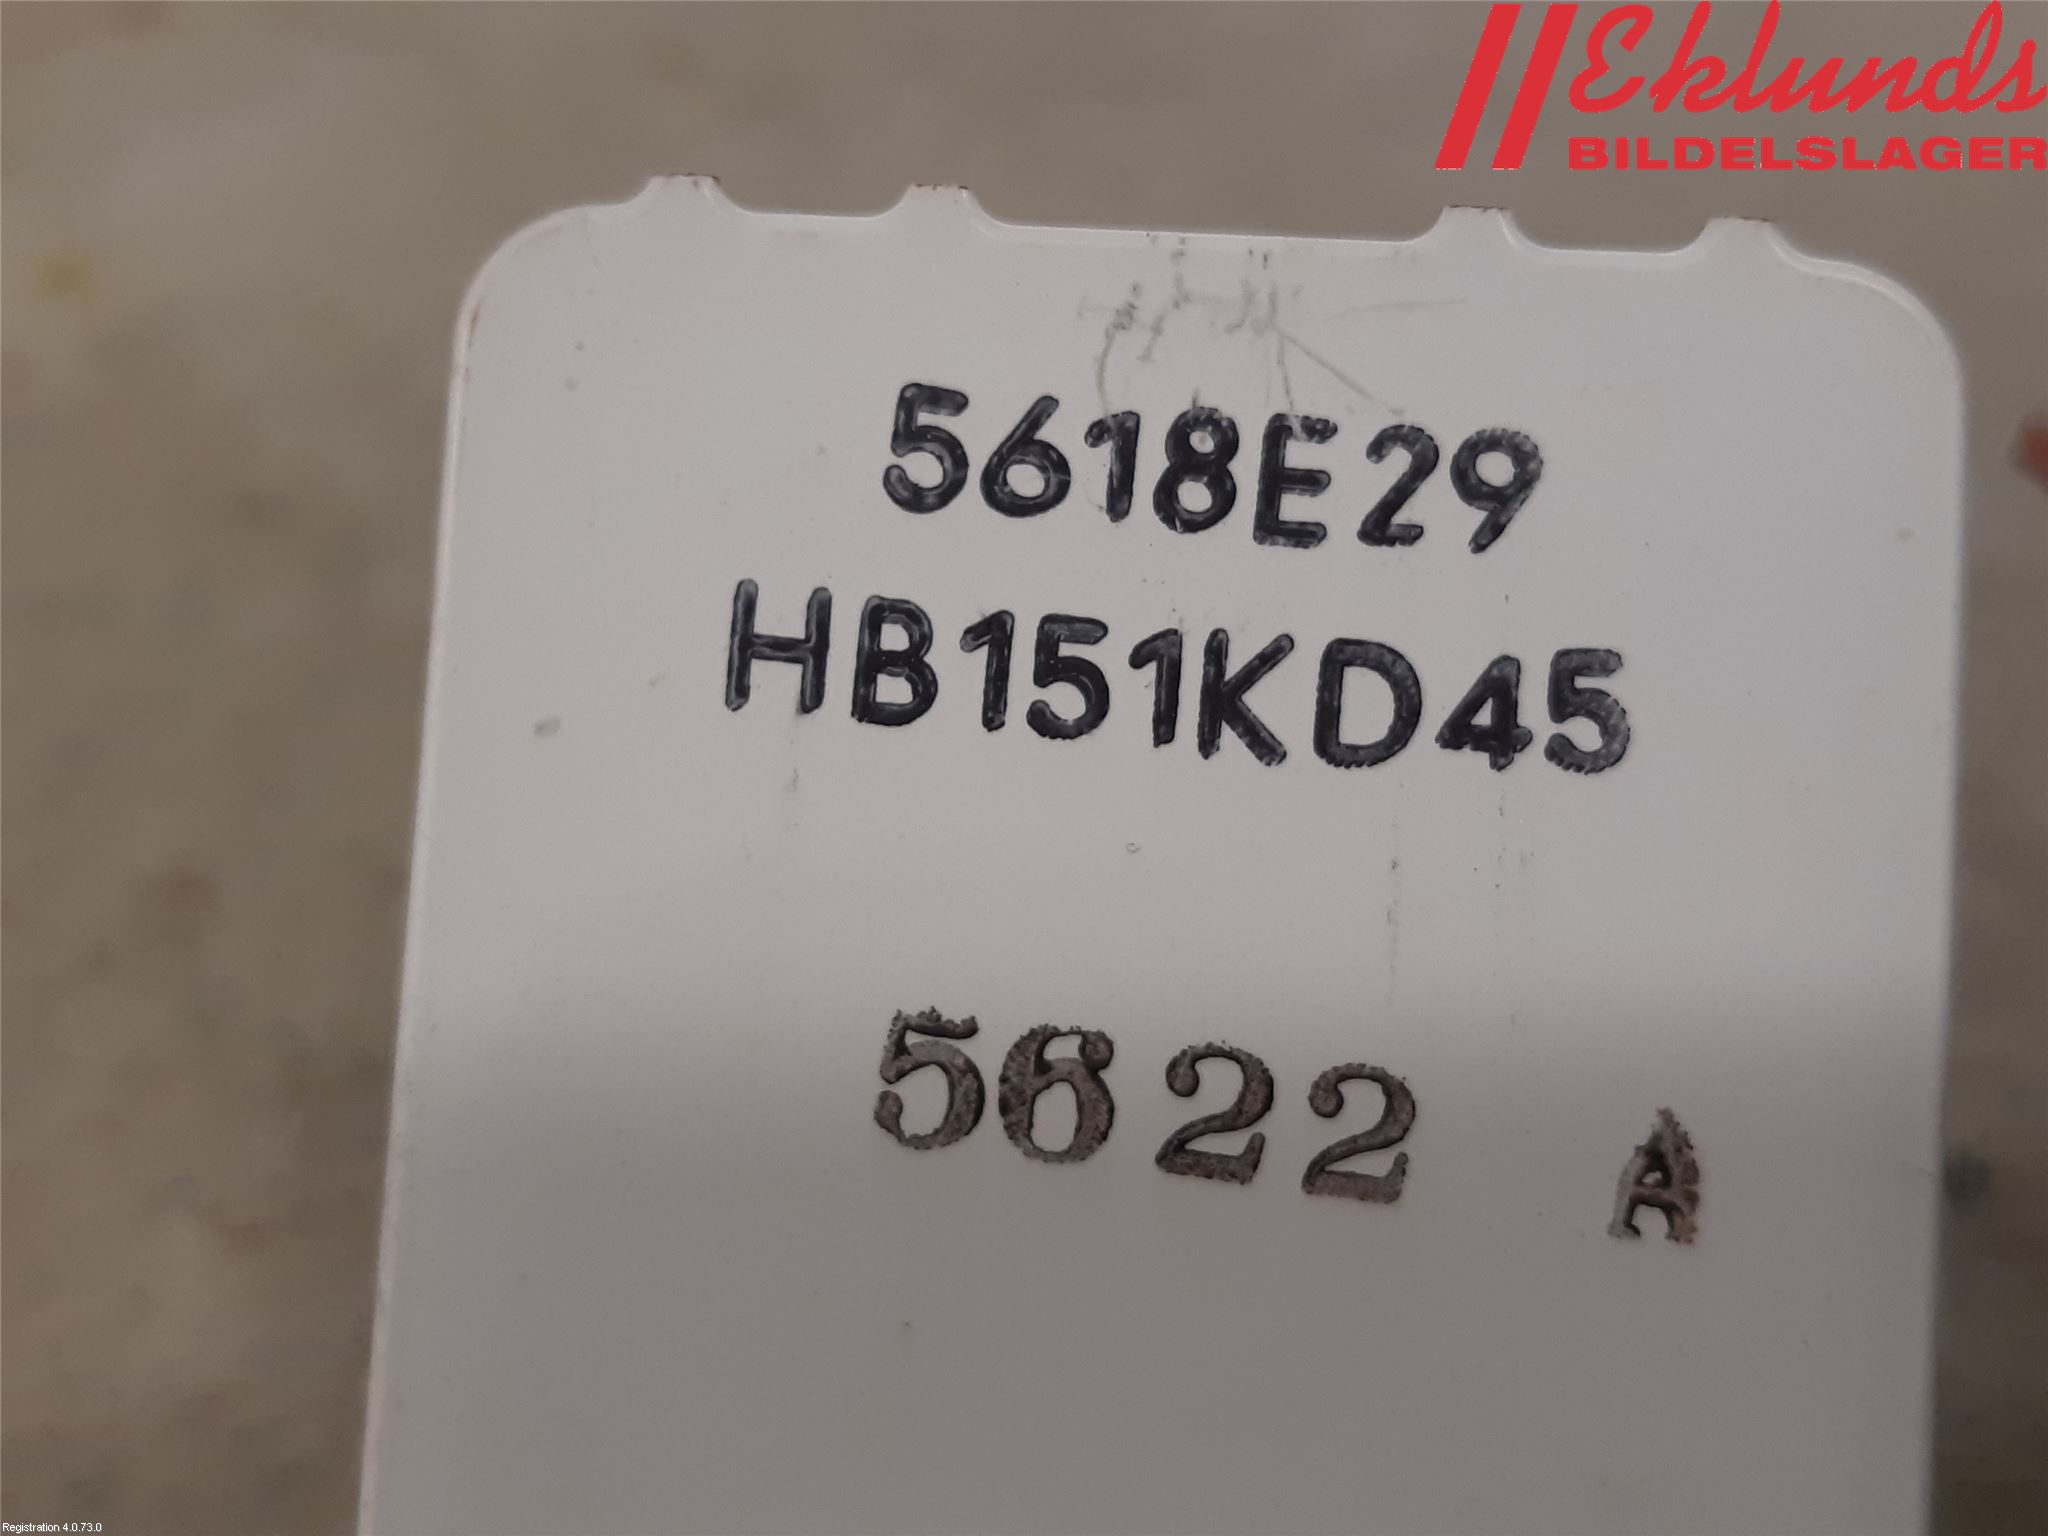 Eklunds
BILDELSLAGER
5618E29
HB151KD45
5622 A
Registration 4.0.73.0